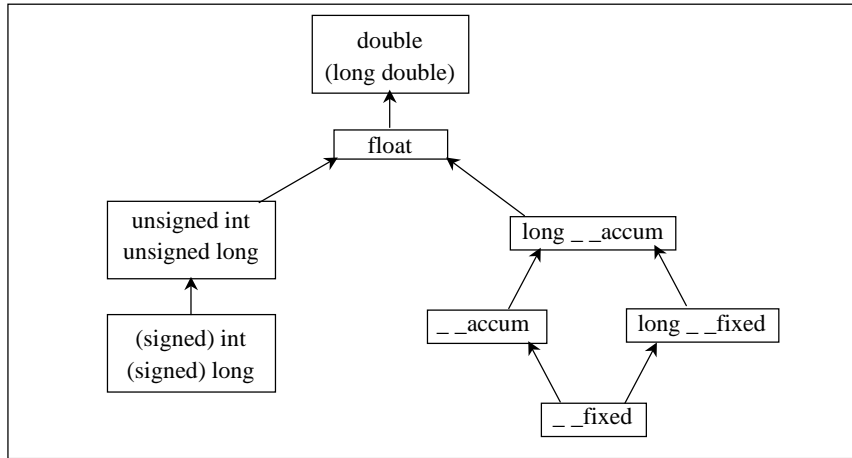 double
(long double)
float
unsigned int
unsigned long
long _ _accum
_ _accum
long _ _fixed
(signed) int
(signed) long
_ _fixed